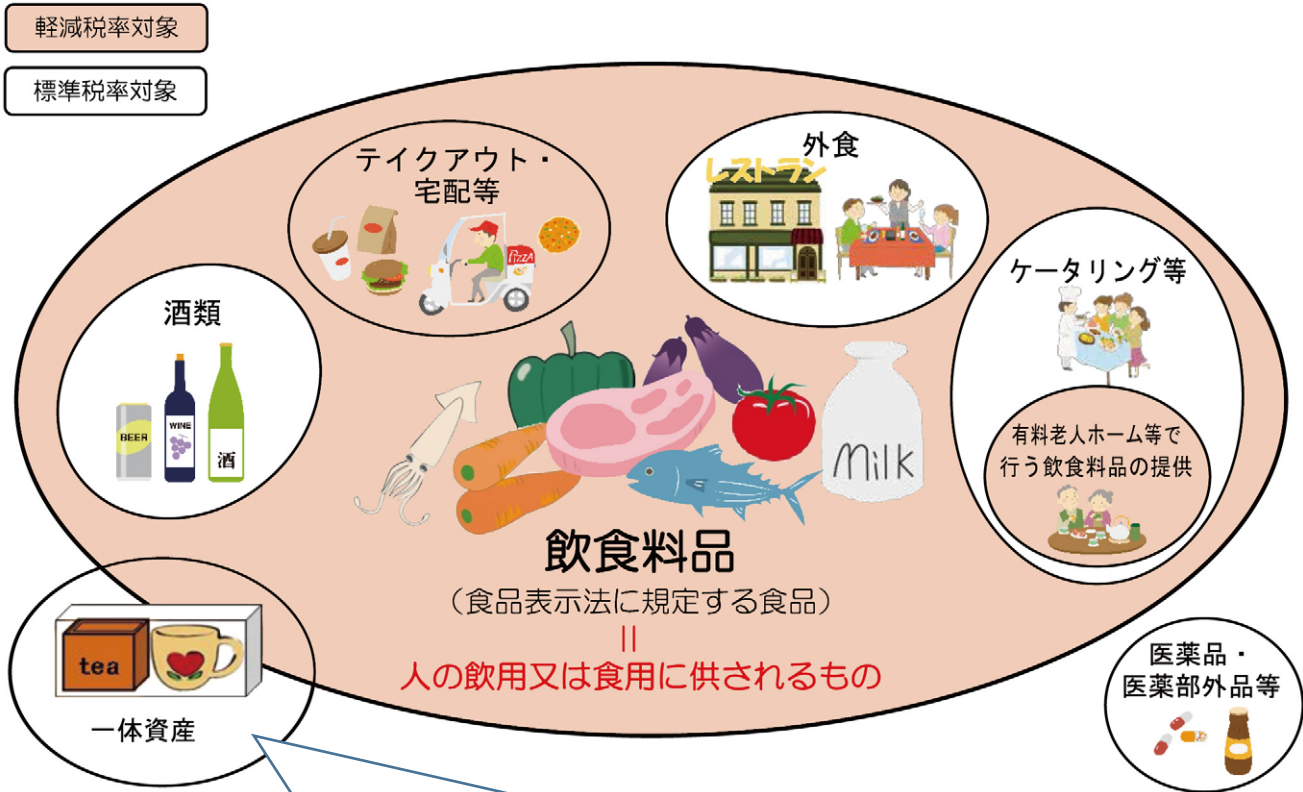 軽減税率対象
標準税率対象
テイクアウト・
宅配等
PIZZA
外食
レストラン
ケータリング等
有料老人ホーム等で
行う飲食料品の提供
酒類
BEER
WINE
酒
Milk
飲食料品
（食品表示法に規定する食品）
||
人の飲用又は食用に供されるもの
tea
一体資産
医薬品・
医薬部外品等